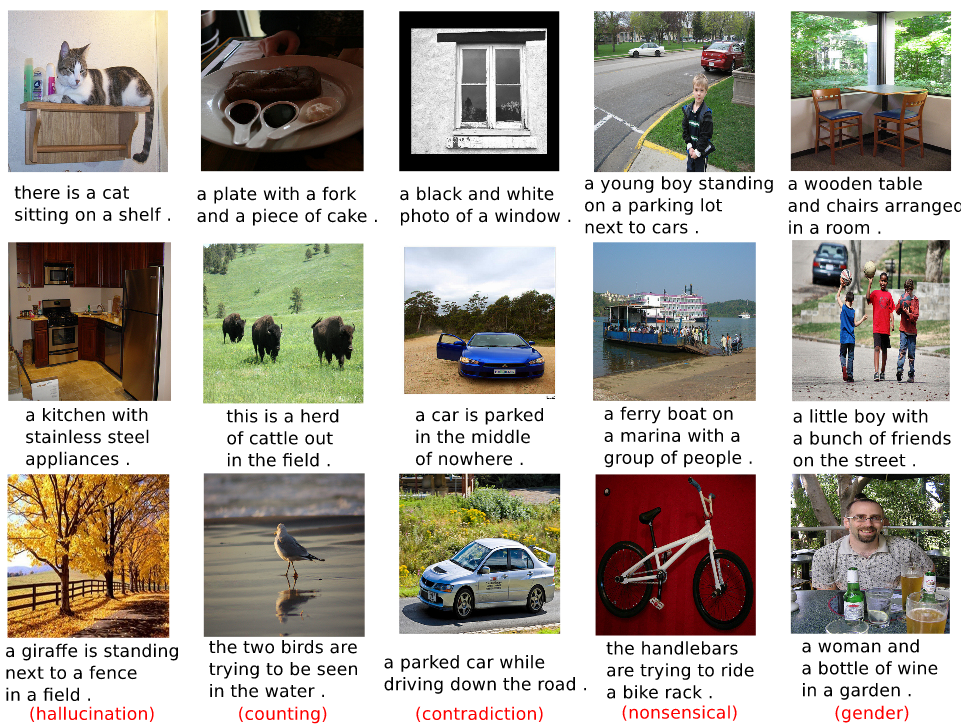 there is a cat
sitting on a shelf .
a plate with a fork
and a piece of cake .
a black and white
photo of a window .
a young boy standing
on a parking lot
next to cars .
a wooden table
and chairs arranged
in a room .
a kitchen with
stainless steel
appliances .
this is a herd
of cattle out
in the field .
a car is parked
in the middle
of nowhere .
a ferry boat on
a marina with a
group of people .
a little boy with
a bunch of friends
on the street .
a giraffe is standing
next to a fence
in a field .
(hallucination)
the two birds are
trying to be seen
in the water .
(counting)
a parked car while
driving down the road .
(contradiction)
the handlebars
are trying to ride
a bike rack .
(nonsensical)
a woman and
a bottle of wine
in a garden .
(gender)